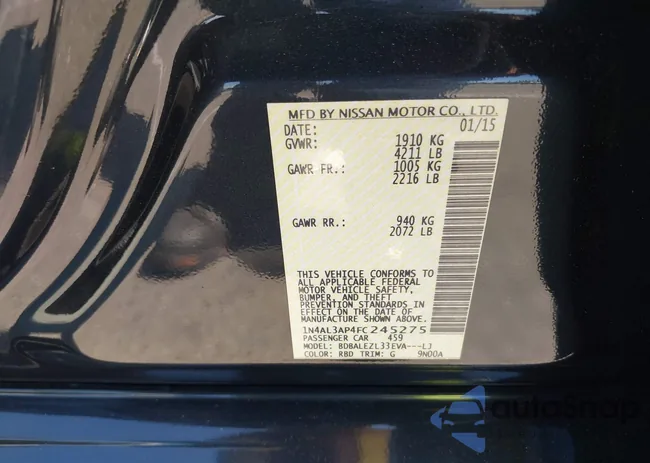 MFD BY NISSAN MOTOR CO., LTD.
DATE: 01/15
GVWR: 1910 KG
4211 LB
GAWR FR.: 1005 KG
2216 LB
GAWR RR.: 940 KG
2072 LB
THIS VEHICLE CONFORMS TO
ALL APPLICABLE FEDERAL
MOTOR VEHICLE SAFETY,
BUMPER, AND THEFT
PREVENTION STANDARDS IN
EFFECT ON THE DATE OF
MANUFACTURE SHOWN ABOVE.
1N4AL3AP4FC245275
PASSENGER CAR 459
MODEL: BDBALEZL33EVA---LJ
COLOR: RBD TRIM: G 9N00A
autoSnap